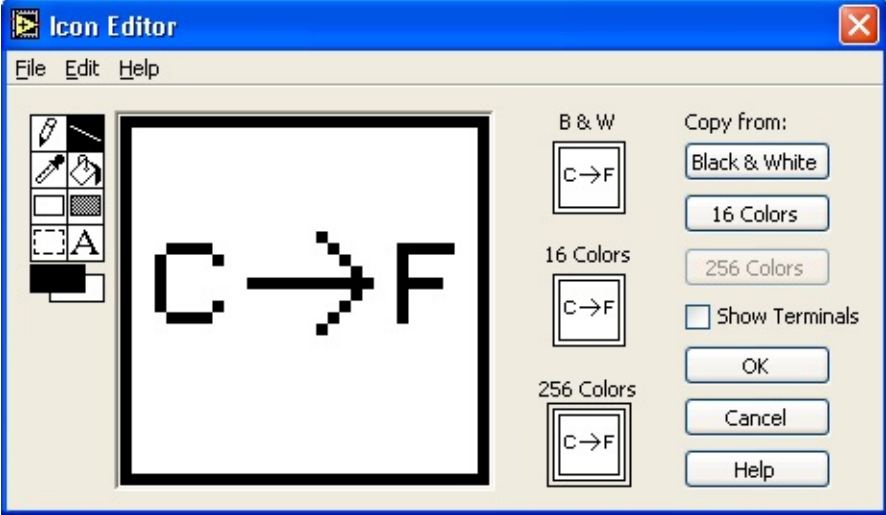 Icon Editor
File Edit Help
A
C→F
B & W
C→F
16 Colors
C→F
256 Colors
C→F
Copy from:
Black & White
16 Colors
256 Colors
Show Terminals
OK
Cancel
Help